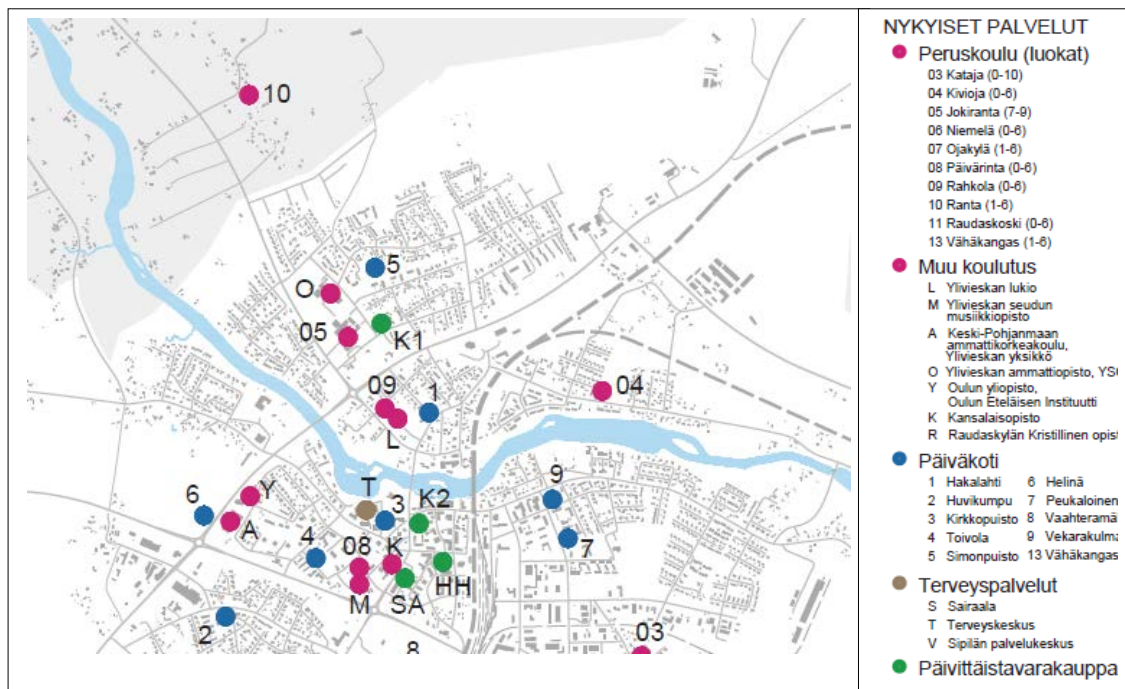 10
5
O
05
K1
09
1
04
L
9
Y
T
K2
6
3
A
4
08
K
7
HH
M
SA
2
03
8
NYKYISET PALVELUT
Peruskoulu (luokat)
03 Kataja (0-10)
04 Kivioja (0-6)
05 Jokiranta (7-9)
06 Niemelä (0-6)
07 Ojakylä (1-6)
08 Päivärinta (0-6)
09 Rahkola (0-6)
10 Ranta (1-6)
11 Raudaskoski (0-6)
13 Vähäkangas (1-6)
Muu koulutus
L Ylivieskan lukio
M Ylivieskan seudun
musiikkiopisto
A Keski-Pohjanmaan
ammattikorkeakoulu,
Ylivieskan yksikkö
O Ylivieskan ammattiopisto,
Y Oulun yliopisto,
Oulun Eteläisen Instituutti
K Kansalaisopisto
R Raudaskylän Kristillinen
Päiväkoti
1 Hakalahti 6 Helinä
2 Huvikumpu 7 Peukaloinen
3 Kirkkopuisto 8
4 Toivola 9
5 Simonpuisto 13 Vähäkangas
Terveyspalvelut
S Sairaala
T Terveyskeskus
V Sipilän palvelukeskus
Päivittäistavarakauppa